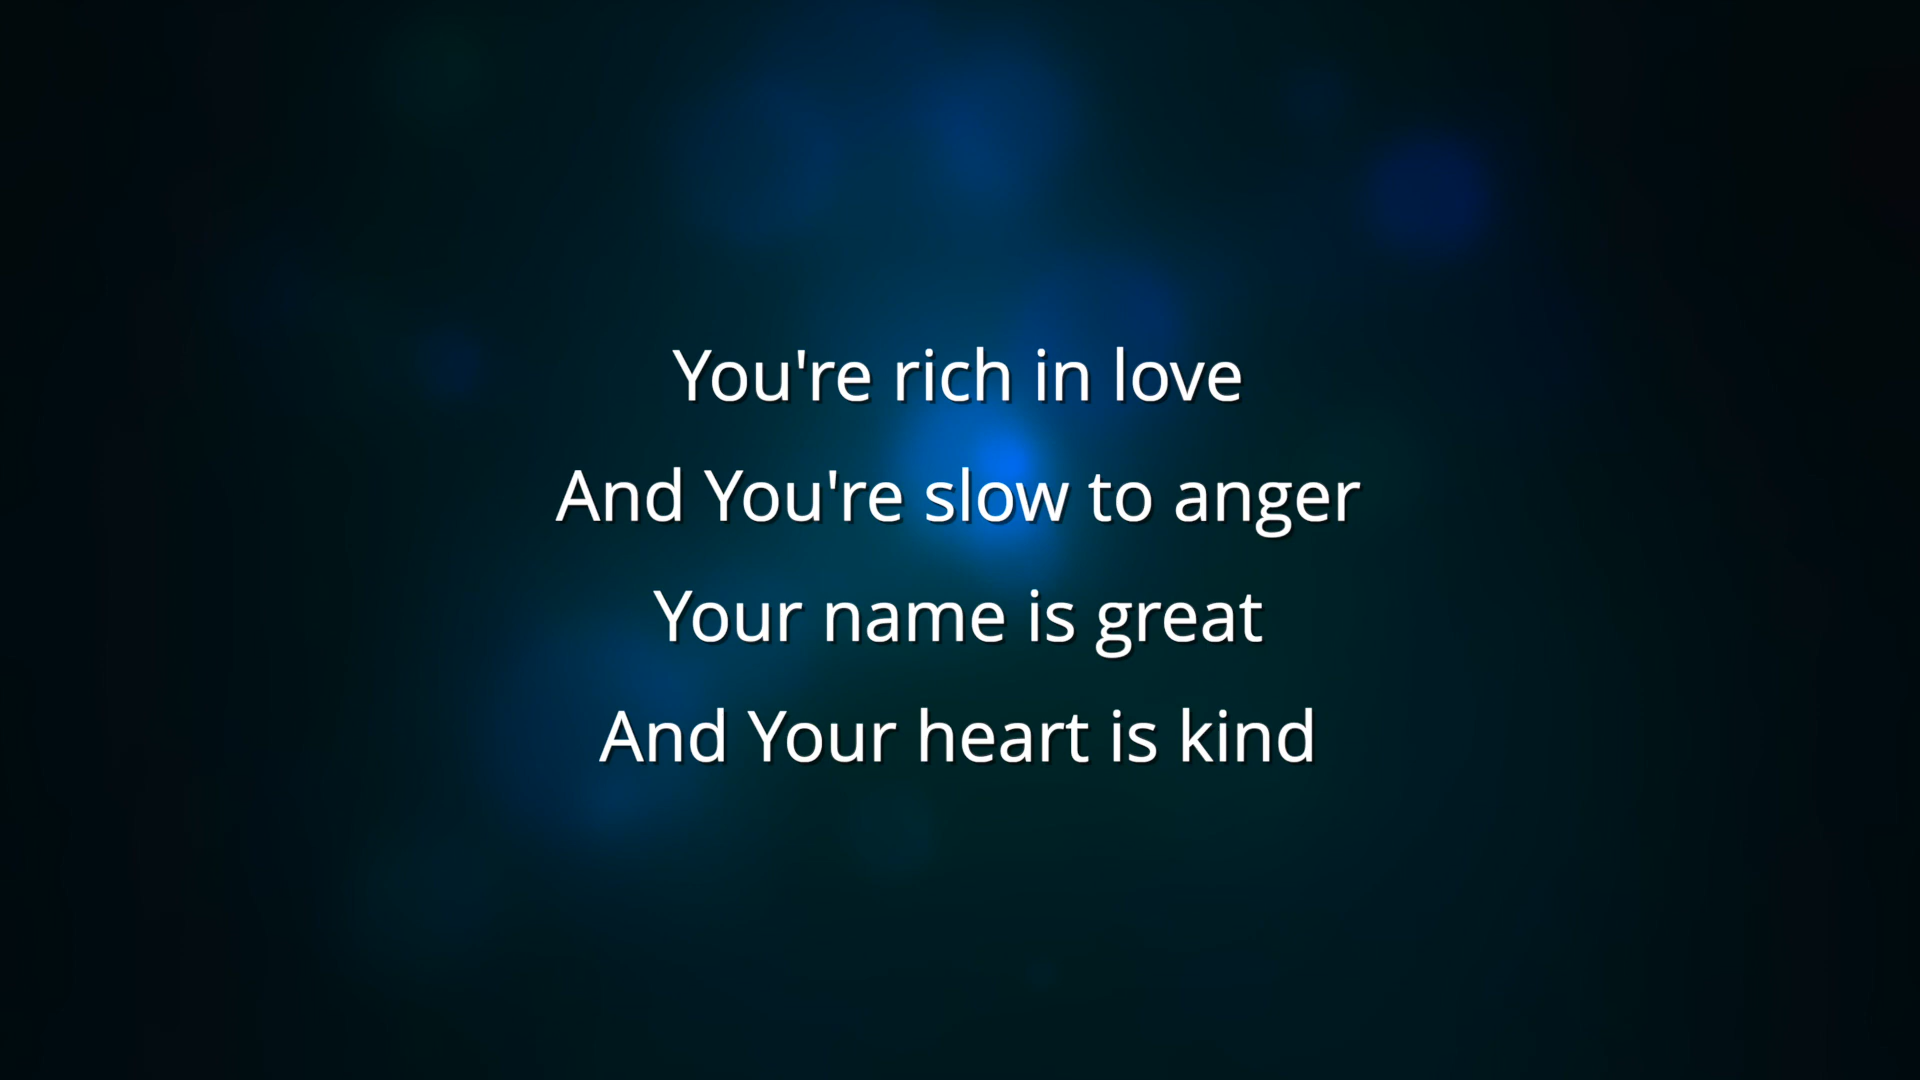 You're rich in love
And You're slow to anger
Your name is great
And Your heart is kind